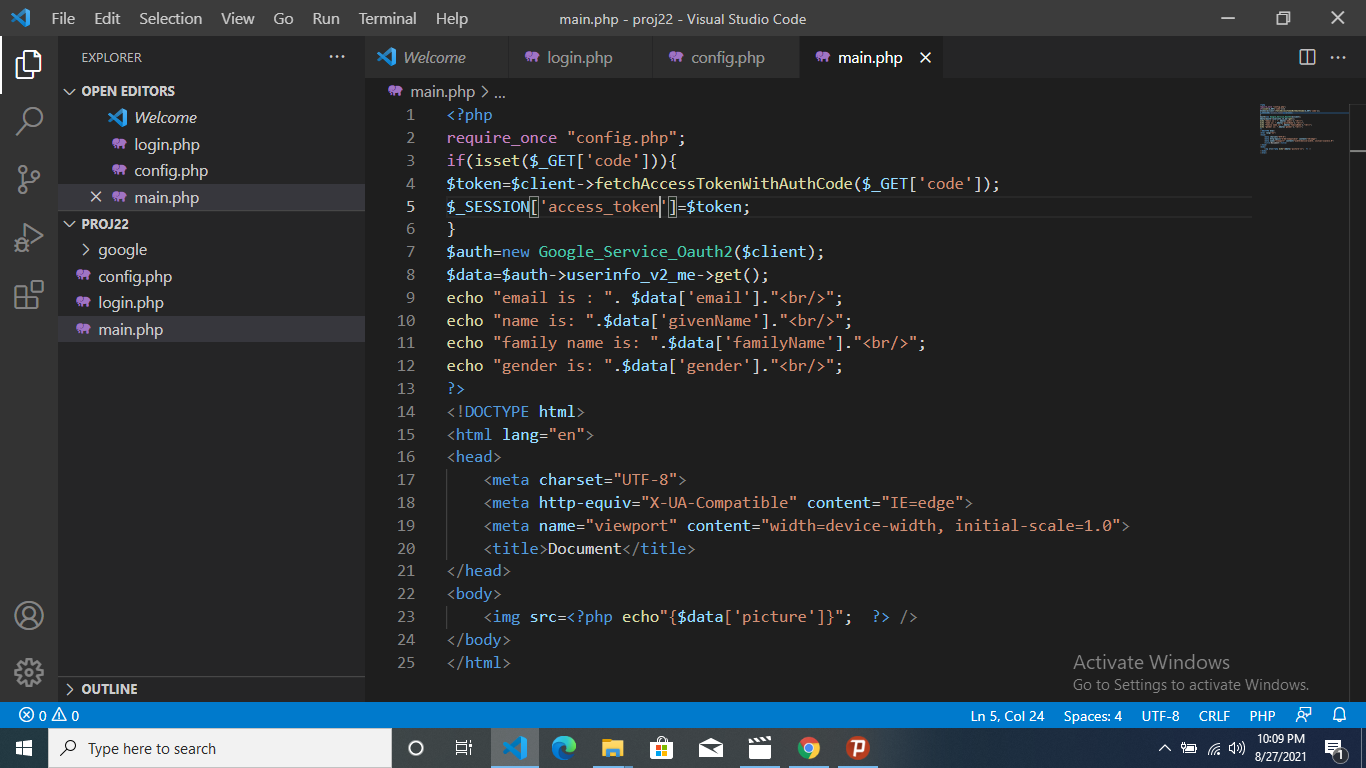 File Edit Selection View Go Run Terminal Help main.php - proj22 - Visual Studio Code
EXPLORER
OPEN EDITORS
Welcome
login.php
config.php
main.php
PROJ22
google
config.php
login.php
main.php
OUTLINE
Welcome login.php config.php main.php
main.php > ...
1 <?php
2 require_once "config.php";
3 if(isset($_GET['code'])){
4 $token=$client->fetchAccessTokenWithAuthCode($_GET['code']);
5 $_SESSION['access_token']=$token;
6 }
7 $auth=new Google_Service_Oauth2($client);
8 $data=$auth->userinfo_v2_me->get();
9 echo "email is : ". $data['email']."<br/>";
10 echo "name is: ".$data['givenName']."<br/>";
11 echo "family name is: ".$data['familyName']."<br/>";
12 echo "gender is: ".$data['gender']."<br/>";
13 ?>
14 <!DOCTYPE html>
15 <html lang="en">
16 <head>
17     <meta charset="UTF-8">
18     <meta http-equiv="X-UA-Compatible" content="IE=edge">
19     <meta name="viewport" content="width=device-width, initial-scale=1.0">
20     <title>Document</title>
21 </head>
22 <body>
23     <img src=<?php echo"{$data['picture']}";  ?> />
24 </body>
25 </html>
Activate Windows
Go to Settings to activate Windows.
0 0 Ln 5, Col 24 Spaces: 4 UTF-8 CRLF PHP
Type here to search
10:09 PM
8/27/2021
1